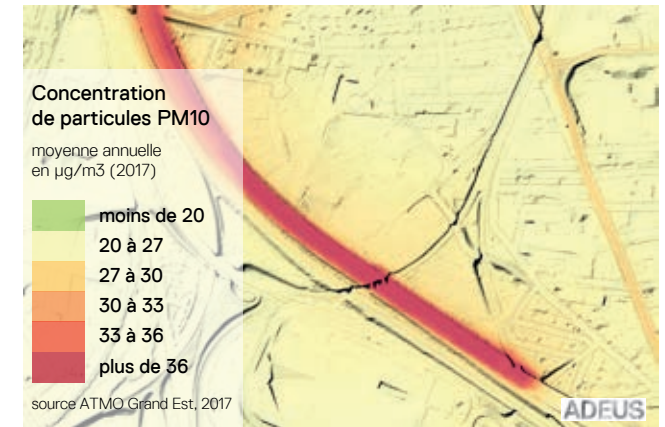 Concentration
de particules PM10
moyenne annuelle
en µg/m3 (2017)
moins de 20
20 à 27
27 à 30
30 à 33
33 à 36
plus de 36
source ATMO Grand Est, 2017
ADEUS